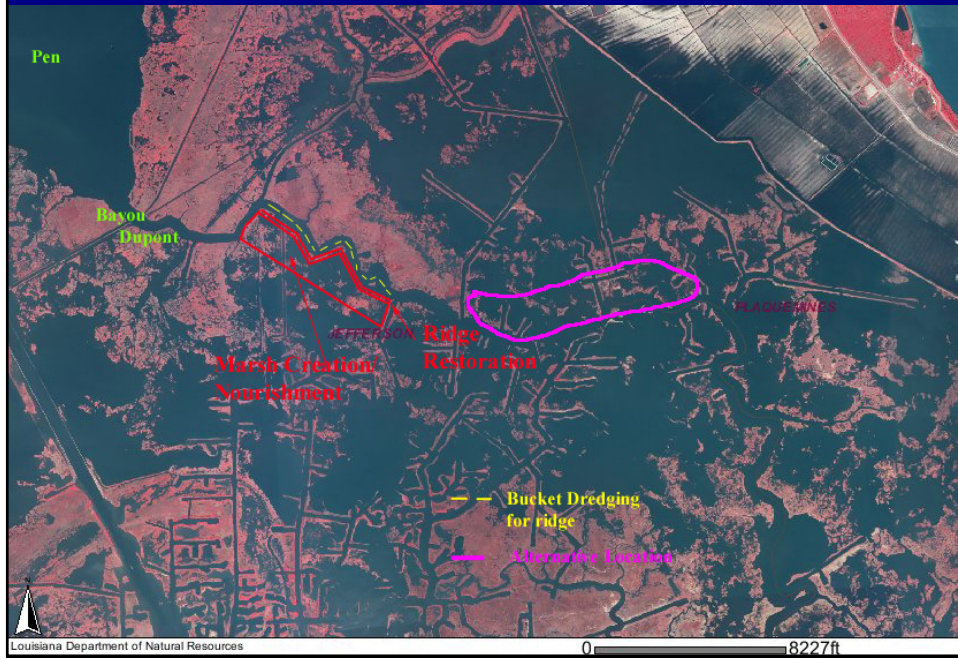 Pen
Bayou
Dupont
PLAQUEMINES
JEFFERSON
Ridge
Restoration
Marsh Creation/
Nourishment
Bucket Dredging
for ridge
Alternative Location
Louisiana Department of Natural Resources
0
8227ft